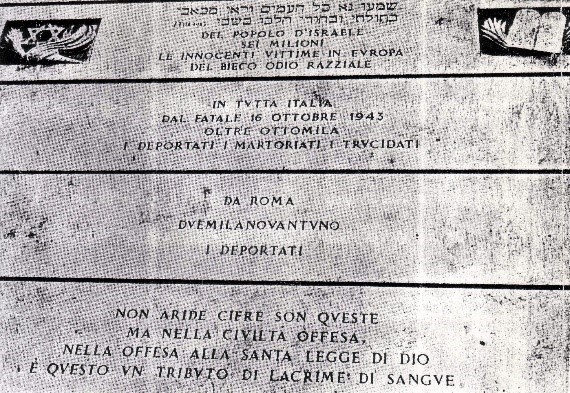 שמעו נא כל העמים וראו מכאבי
בתולתי ובחורי הלכו בשבי
DEL POPOLO D'ISRAELE
SEI MILIONI
LE INNOCENTI VITTIME IN EVROPA
DEL BIECO ODIO RAZZIALE
IN TVTTA ITALIA
DAL FATALE 16 OTTOBRE 1943
OLTRE OTTOMILA
I DEPORTATI I MARTORIATI I TRVCIDATI
DA ROMA
DVEMILANOVANTVNO
I DEPORTATI
NON ARIDE CIFRE SON QVESTE
MA NELLA CIVILTÀ OFFESA,
NELLA OFFESA ALLA SANTA LEGGE DI DIO
È QVESTO VN TRIBVTO DI LACRIME DI SANGVE